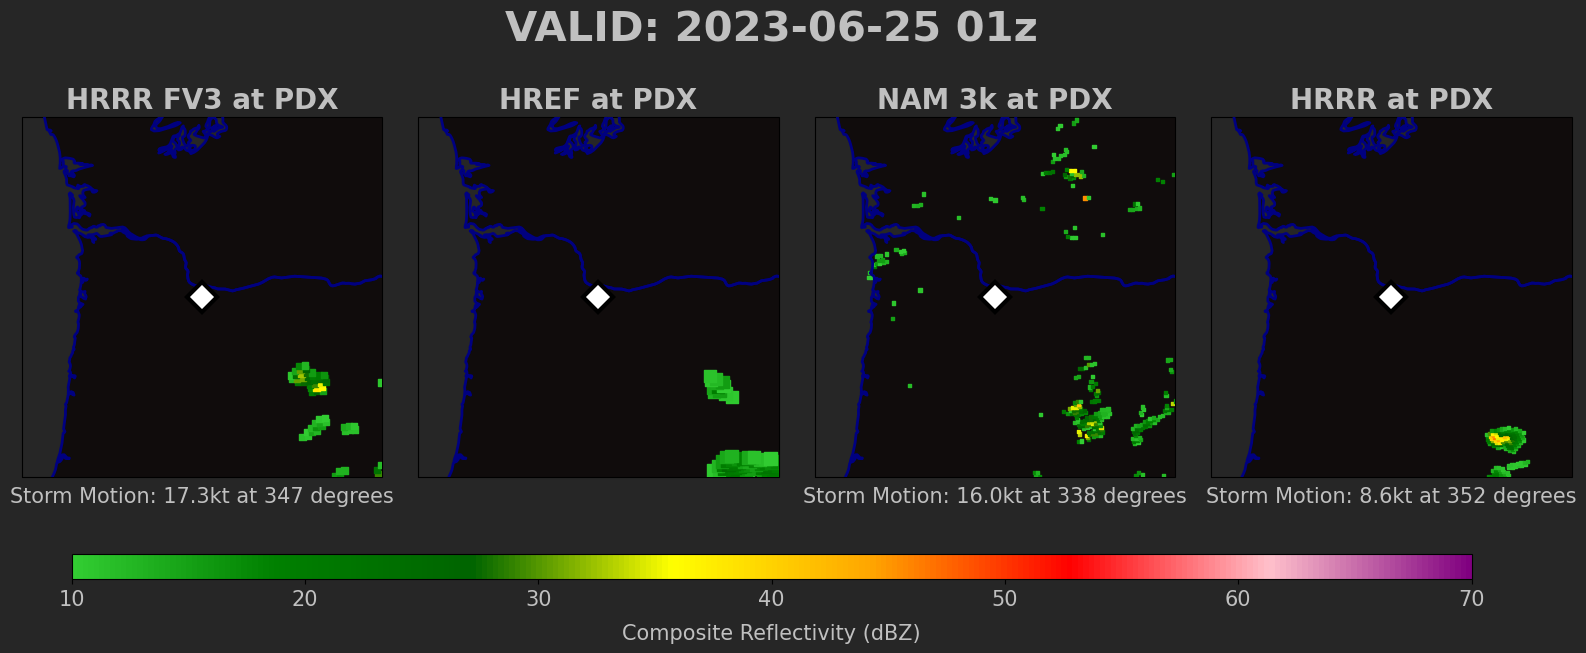 VALID: 2023-06-25 01z
HRRR FV3 at PDX
HREF at PDX
NAM 3k at PDX
HRRR at PDX
Storm Motion: 17.3kt at 347 degrees
Storm Motion: 16.0kt at 338 degrees
Storm Motion: 8.6kt at 352 degrees
10 20 30 40 50 60 70
Composite Reflectivity (dBZ)